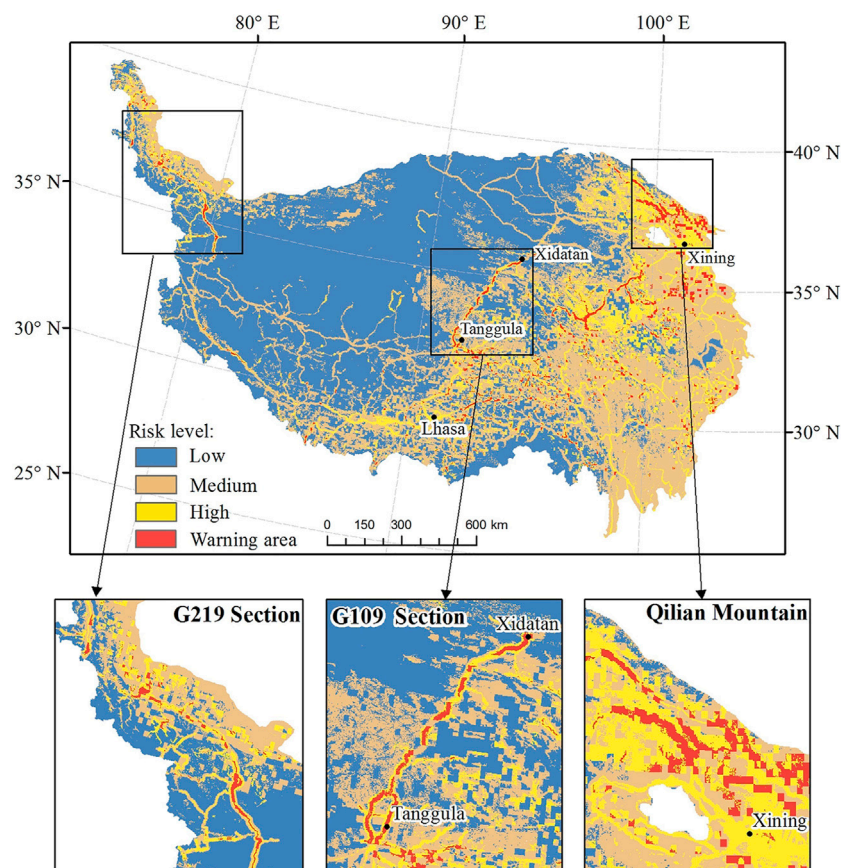 80° E
90° E
100° E
40° N
35° N
Xidatan
Xining
35° N
30° N
Tanggula
Lhasa
30° N
25° N
Risk level:
Low
Medium
High
Warning area
0 150 300 600 km
G219 Section
G109 Section
Xidatan
Tanggula
Qilian Mountain
Xining